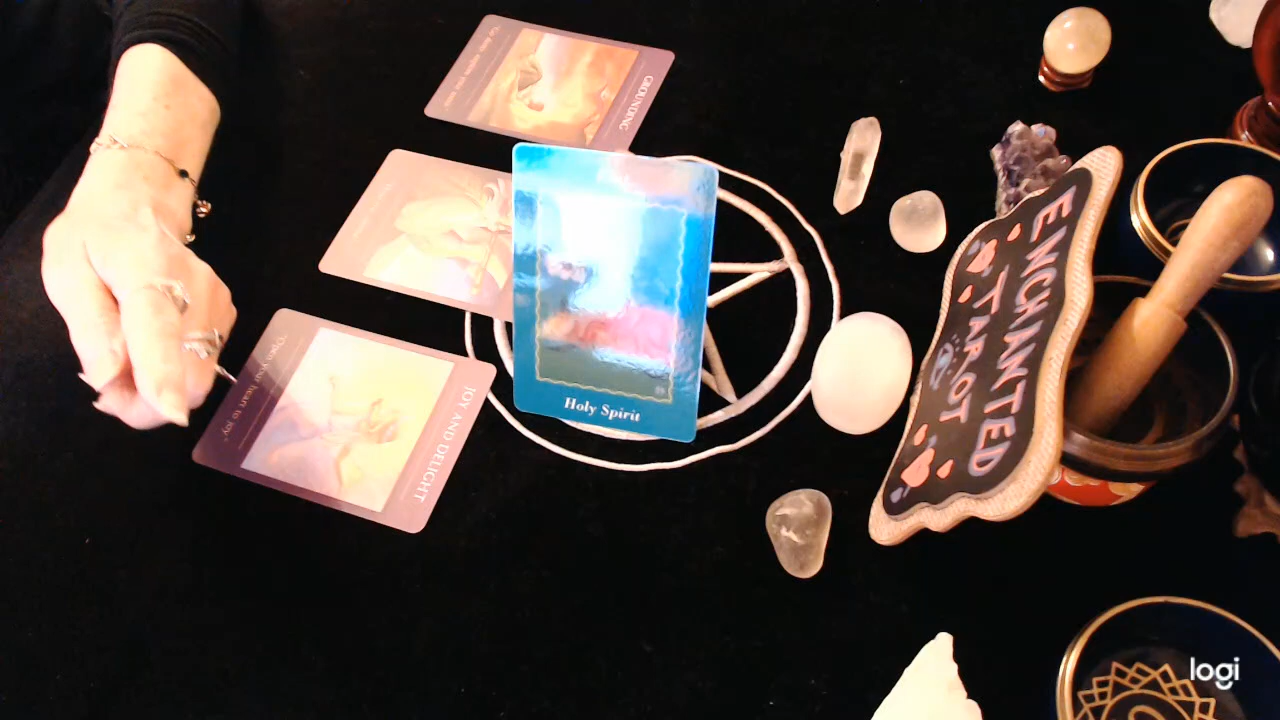 GROUNDING
Holy Spirit
JOY AND DELIGHT
"Open your heart to joy"
ENCHANTED
TAROT
logi